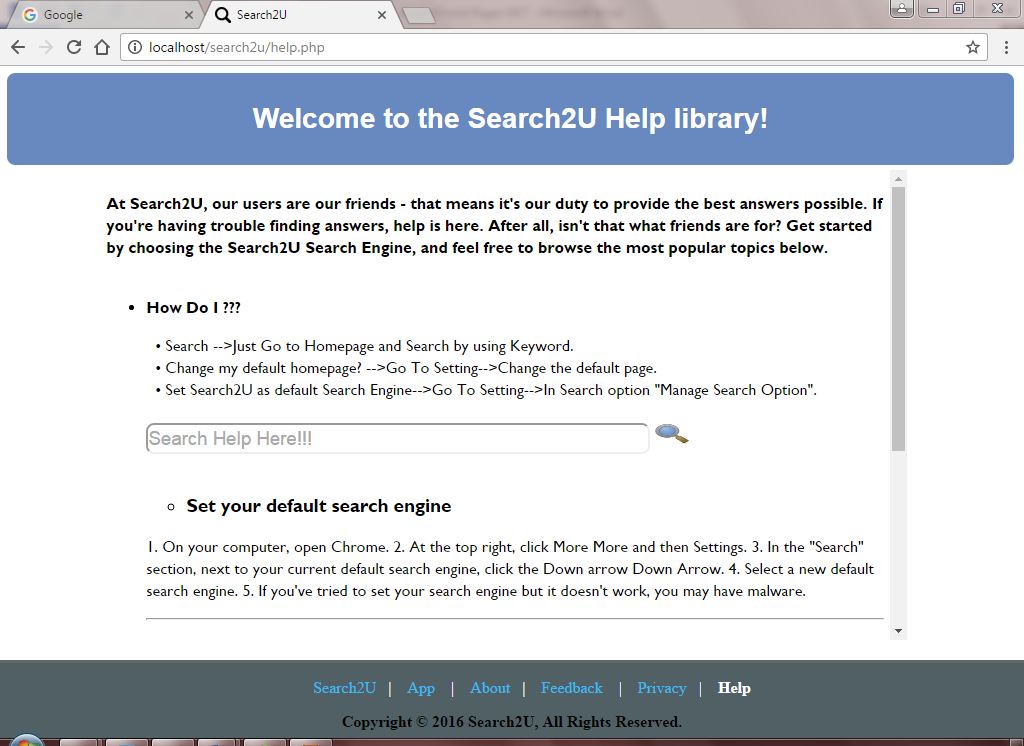 Google
Search2U
localhost/search2u/help.php
Welcome to the Search2U Help library!
At Search2U, our users are our friends - that means it's our duty to provide the best answers possible. If
you're having trouble finding answers, help is here. After all, isn't that what friends are for? Get started
by choosing the Search2U Search Engine, and feel free to browse the most popular topics below.
• How Do I ???
• Search -->Just Go to Homepage and Search by using Keyword.
• Change my default homepage? -->Go To Setting-->Change the default page.
• Set Search2U as default Search Engine-->Go To Setting-->In Search option "Manage Search Option".
Search Help Here!!!
Set your default search engine
1. On your computer, open Chrome. 2. At the top right, click More More and then Settings. 3. In the "Search"
section, next to your current default search engine, click the Down arrow Down Arrow. 4. Select a new default
search engine. 5. If you've tried to set your search engine but it doesn't work, you may have malware.
Search2U | App | About | Feedback | Privacy | Help
Copyright © 2016 Search2U, All Rights Reserved.